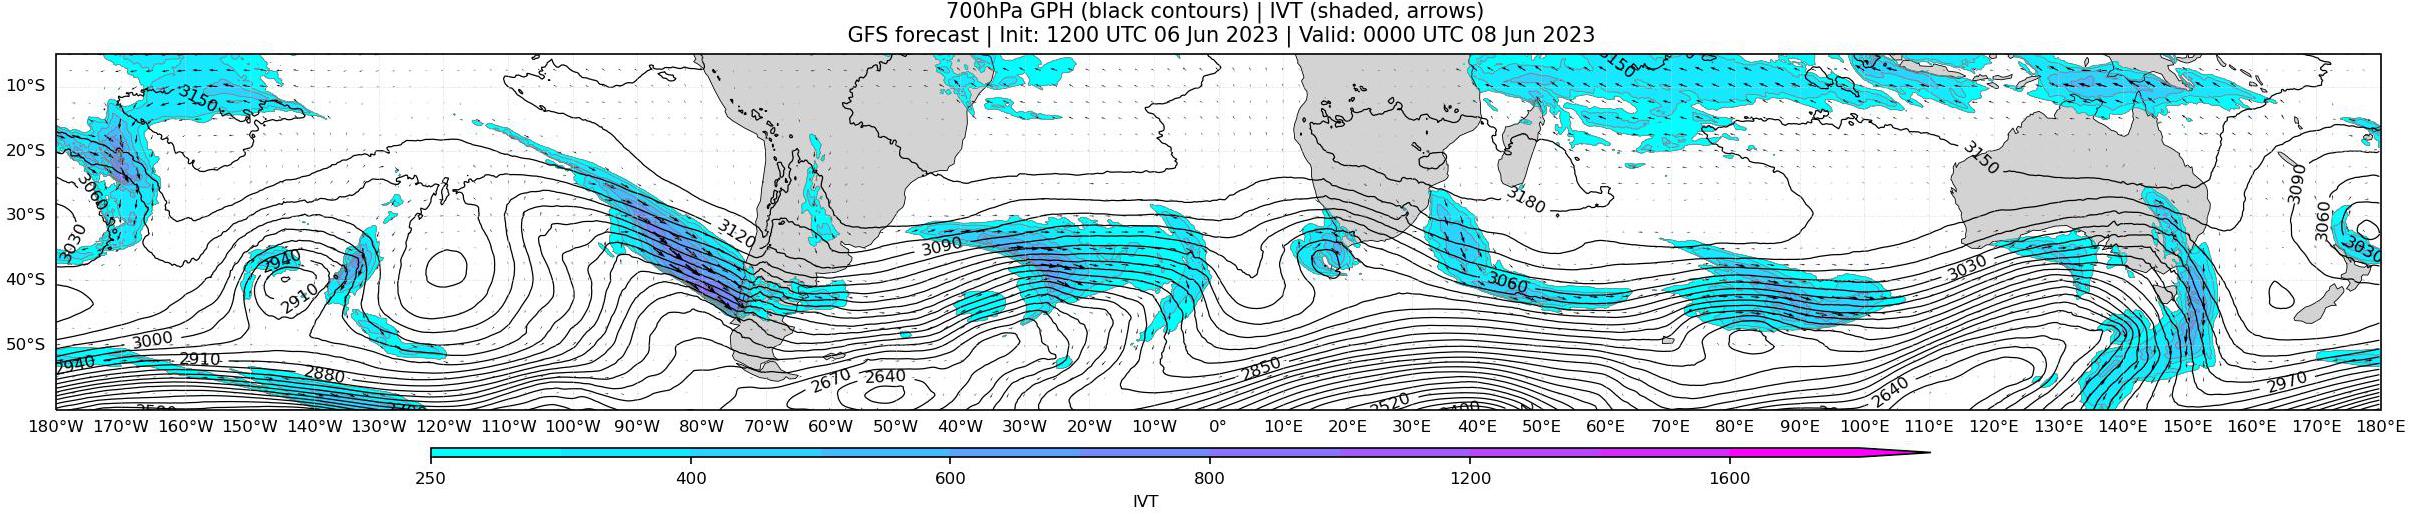 700hPa GPH (black contours) | IVT (shaded, arrows)
GFS forecast | Init: 1200 UTC 06 Jun 2023 | Valid: 0000 UTC 08 Jun 2023
3150
10°S
3150
20°S
3150
3060
3090
3180
30°S
3030
3120
3090
3060
3030
2940
3030
40°S
2910
3060
3000
50°S
2940
2910
2880
2850
2670
2640
2640
2970
2520
180°W 170°W 160°W 150°W 140°W 130°W 120°W 110°W 100°W 90°W 80°W 70°W 60°W 50°W 40°W 30°W 20°W 10°W 0° 10°E 20°E 30°E 40°E 50°E 60°E 70°E 80°E 90°E 100°E 110°E 120°E 130°E 140°E 150°E 160°E 170°E 180°E
250 400 600 800 1200 1600
IVT